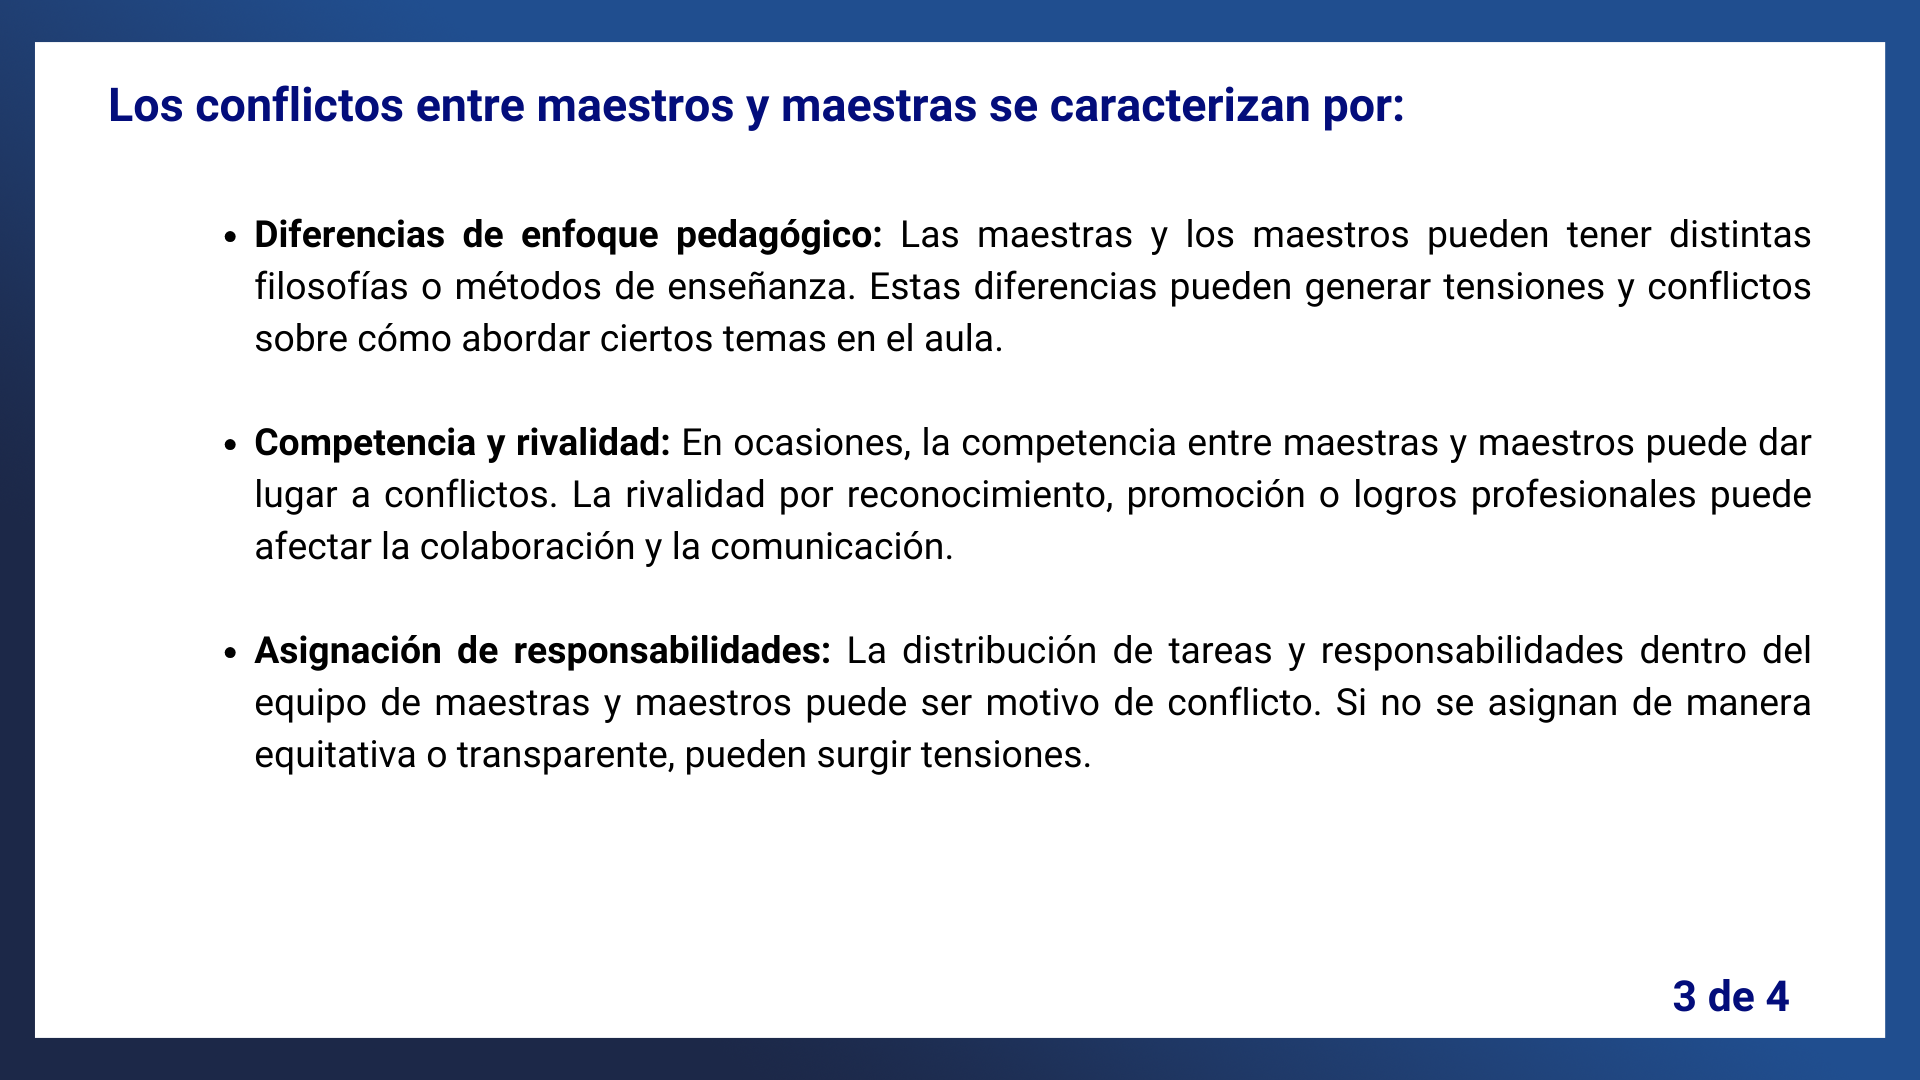 Los conflictos entre maestros y maestras se caracterizan por:
• Diferencias de enfoque pedagógico: Las maestras y los maestros pueden tener distintas
filosofías o métodos de enseñanza. Estas diferencias pueden generar tensiones y conflictos
sobre cómo abordar ciertos temas en el aula.
• Competencia y rivalidad: En ocasiones, la competencia entre maestras y maestros puede dar
lugar a conflictos. La rivalidad por reconocimiento, promoción o logros profesionales puede
afectar la colaboración y la comunicación.
• Asignación de responsabilidades: La distribución de tareas y responsabilidades dentro del
equipo de maestras y maestros puede ser motivo de conflicto. Si no se asignan de manera
equitativa o transparente, pueden surgir tensiones.
3 de 4